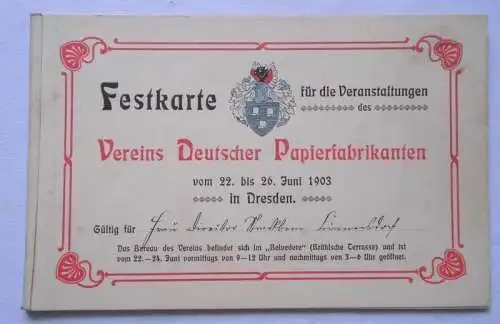 Festkarte für die Veranstaltungen
des
Vereins Deutscher Papierfabrikanten
vom 22. bis 26. Juni 1903
in Dresden.
Gültig für Frau Direktor
Das Bureau des Vereins befindet sich im „Belvedere“ (Brühlsche Terrasse) und ist
vom 22.—24. Juni vormittags von 9—12 Uhr und nachmittags von 3—6 Uhr geöffnet.